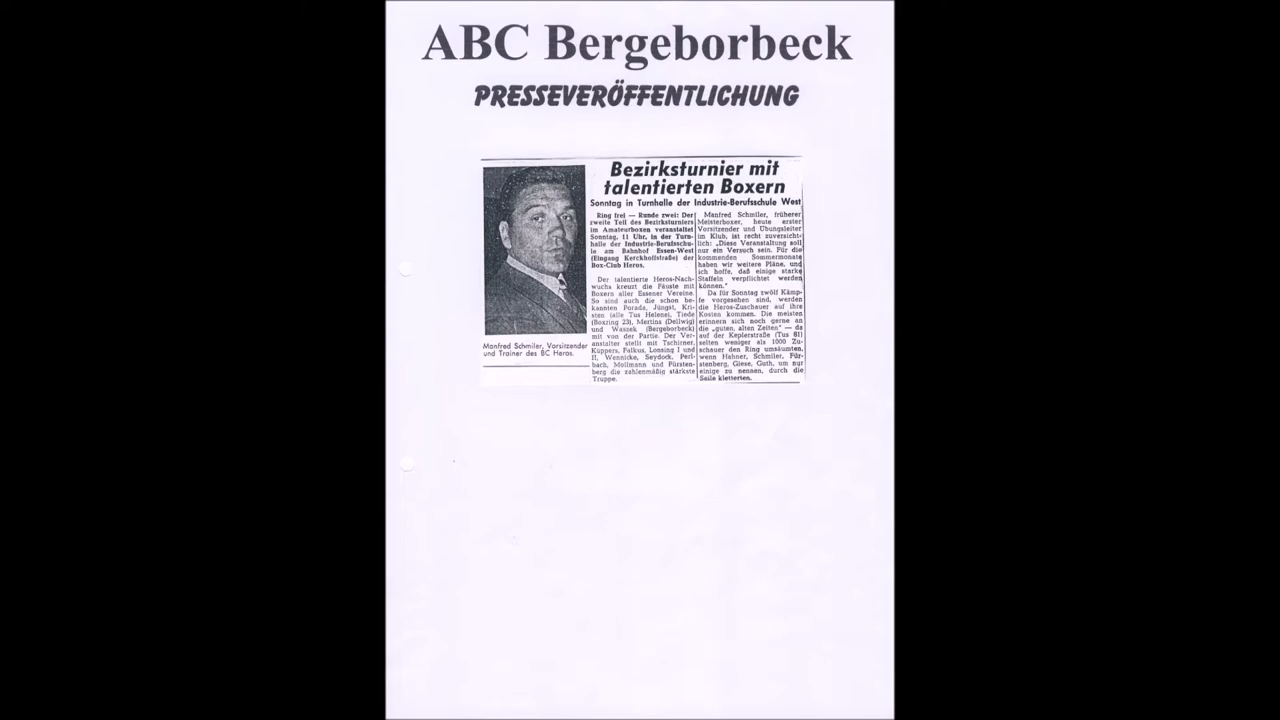 ABC Bergeborbeck
PRESSEVERÖFFENTLICHUNG
Bezirksturnier mit
talentierten Boxern
Sonntag in Turnhalle der Industrie-Berufsschule West
Ring frei — Runde zwei: Der
zweite Teil des Bezirksturniers
im Amateurboxen veranstaltet
Sonntag, 11 Uhr, in der Turn-
halle der Industrie-Berufsschu-
le am Bahnhof Essen-West
(Eingang Kerckhoffstraße) der
Box-Club Heros.
Der talentierte Heros-Nach-
wuchs kreuzt die Fäuste mit
Boxern aller Essener Vereine.
So sind auch die schon be-
kannten Porada, Jüngst, Kri-
sten (alle Tus Helene), Tiede
(Boxring 23), Mertins (Dellwig)
und Waszek (Bergeborbeck)
mit von der Partie. Der Ver-
anstalter stellt mit Tschirner,
Kuppers, Falkus, Lonsing I und
II, Wennicke, Seydock, Perl-
bach, Mollmann und Fürsten-
berg die zahlenmäßig stärkste
Truppe.
Manfred Schmiler, früherer
Meisterboxer, heute erster
Vorsitzender und Übungsleiter
im Klub, ist recht zuversicht-
lich: „Diese Veranstaltung soll
nur ein Versuch sein. Für die
kommenden Sommermonate
haben wir weitere Pläne, und
ich hoffe, daß einige starke
Staffeln verpflichtet werden
können."
Da für Sonntag zwölf Kämp-
fe vorgesehen sind, werden
die Heros-Zuschauer auf ihre
Kosten kommen. Die meisten
erinnern sich noch gerne an
die „guten, alten Zeiten" — da
auf der Keplerstraße (Tus 81)
selten weniger als 1000 Zu-
schauer den Ring umsäumten,
wenn Hahner, Schmiler, Für-
stenberg, Giese, Guth, um nur
einige zu nennen, durch die
Seile kletterten.
Manfred Schmiler, Vorsitzender
und Trainer des BC Heros.